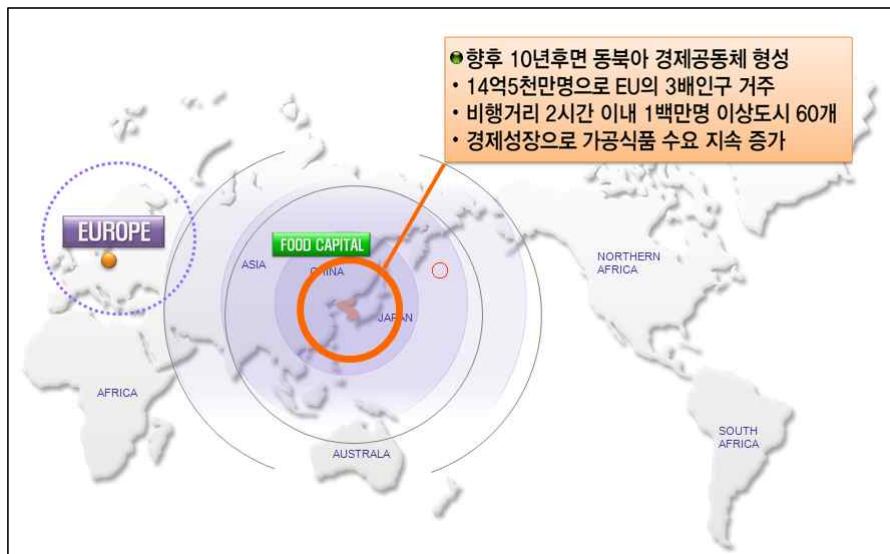 ●향후 10년후면 동북아 경제공동체 형성
• 14억5천만명으로 EU의 3배인구 거주
• 비행거리 2시간 이내 1백만명 이상도시 60개
• 경제성장으로 가공식품 수요 지속 증가
EUROPE
FOOD CAPITAL
ASIA
CHINA
JAPAN
NORTHERN
AFRICA
AFRICA
SOUTH
AFRICA
AUSTRALA